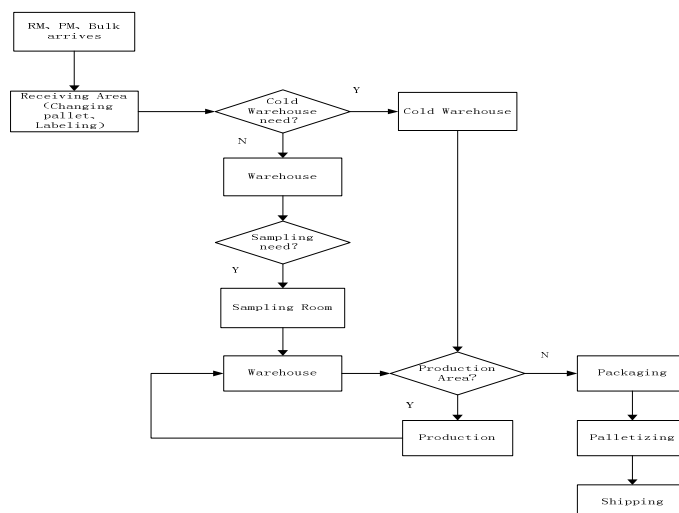 RM、PM、Bulk
arrives
Receiving Area
(Changing
pallet、
Labeling)
Cold
Warehouse
need?
Y
Cold Warehouse
N
Warehouse
Sampling
need?
Y
Sampling Room
Warehouse
Production
Area?
N
Packaging
Y
Production
Palletizing
Shipping